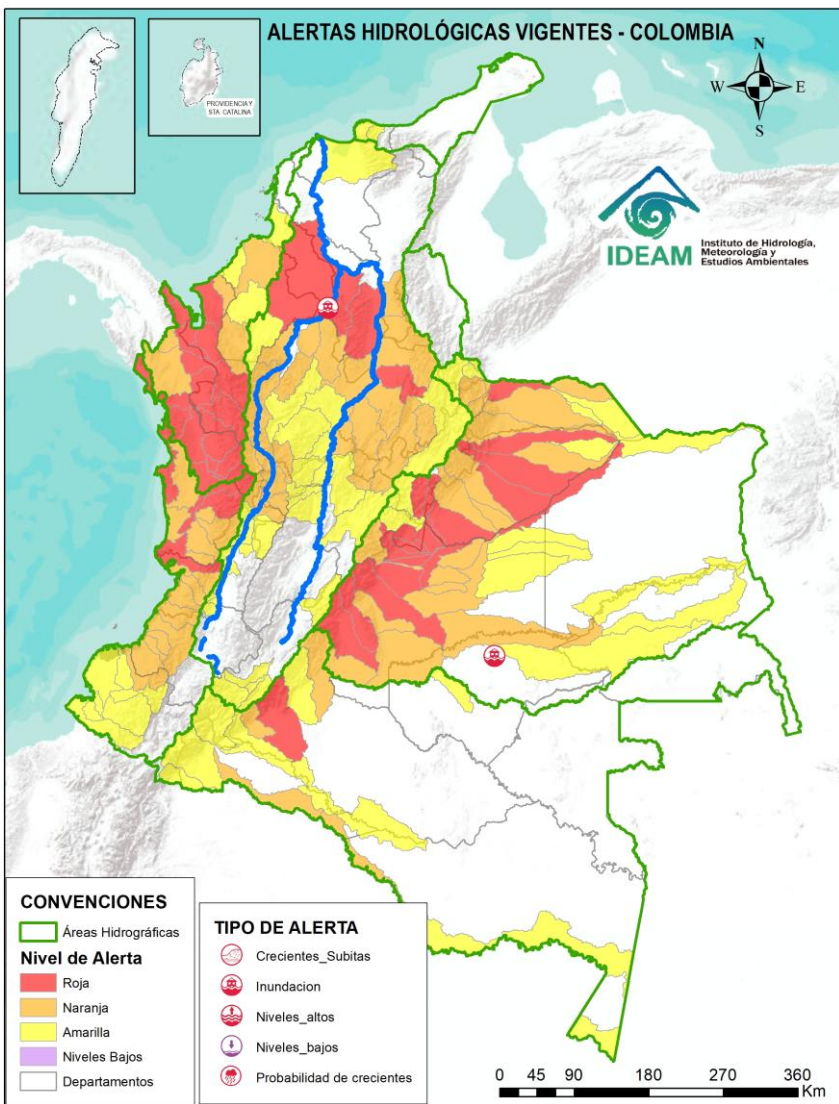 ALERTAS HIDROLÓGICAS VIGENTES - COLOMBIA
PROVIDENCIA Y
STA. CATALINA
N
W
E
S
IDEAM
Instituto de Hidrología,
Meteorología y
Estudios Ambientales
CONVENCIONES
Áreas Hidrográficas
Nivel de Alerta
Roja
Naranja
Amarilla
Niveles Bajos
Departamentos
TIPO DE ALERTA
Crecientes_Subitas
Inundacion
Niveles_altos
Niveles_bajos
Probabilidad de crecientes
0 45 90 180 270 360
Km